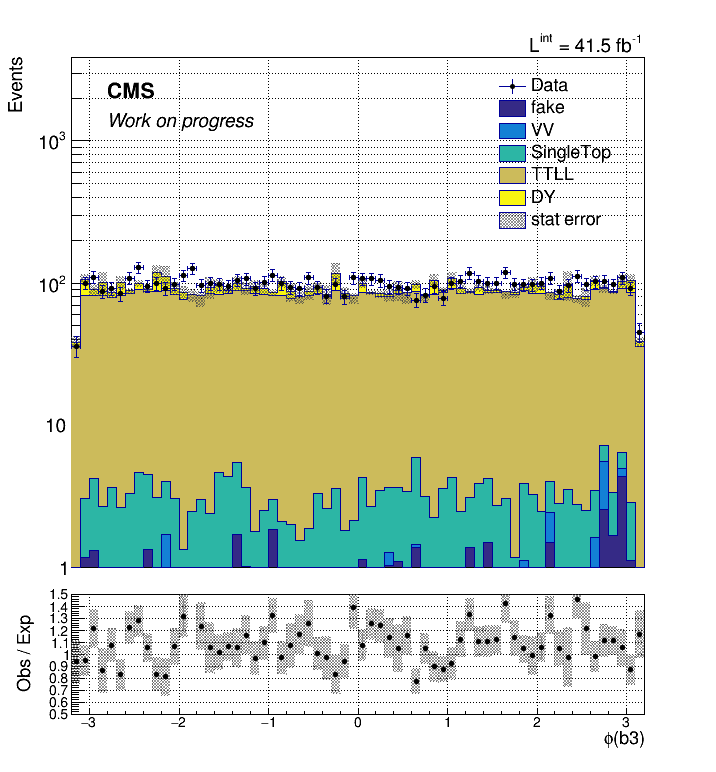 L^int = 41.5 fb^-1
Events
CMS
Work on progress
Data
fake
VV
SingleTop
TTLL
DY
stat error
10^3
10^2
10
1
Obs / Exp
1.5
1.4
1.3
1.2
1.1
1
0.9
0.8
0.7
0.6
0.5
−3 −2 −1 0 1 2 3
ϕ(b3)